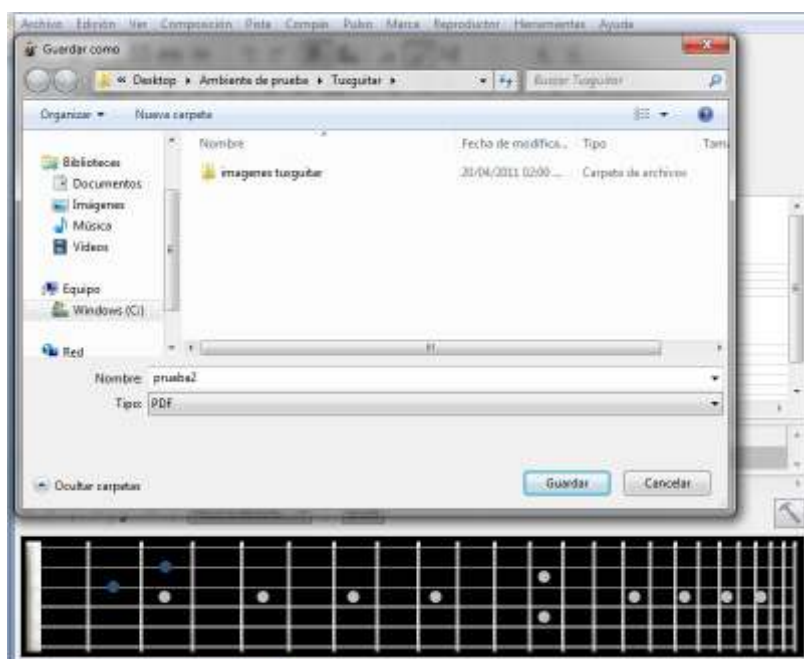 Archivo Edición Ver Composición Pista Compás Pulso Marca Reproductor Herramientas Ayuda
Guardar como
« Desktop Ambiente de prueba Tuxguitar
Buscar Tuxguitar
Organizar Nueva carpeta
Nombre Fecha de modifica... Tipo Tama
Bibliotecas
Documentos
Imágenes
Música
Vídeos
Equipo
Windows (C:)
Red
imagenes tuxguitar 20/04/2011 02:00 ... Carpeta de archivos
Nombre: prueba2
Tipo: PDF
Ocultar carpetas
Guardar Cancelar